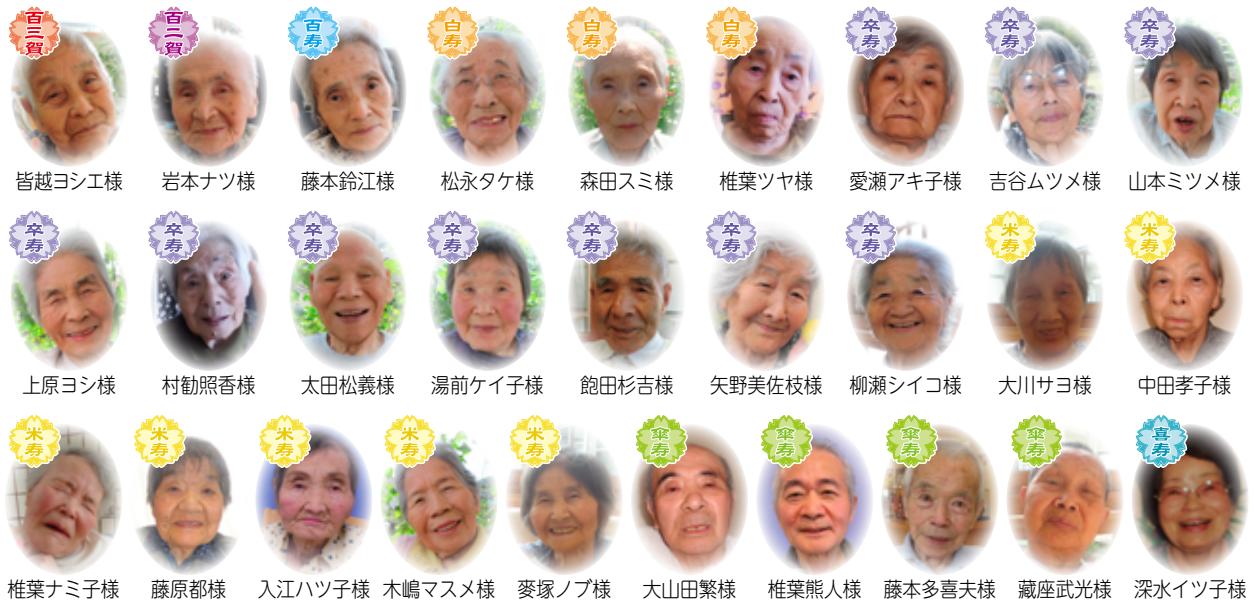 百三賀 百二賀 百寿 白寿 白寿 白寿 卒寿 卒寿 卒寿
皆越ヨシエ様 岩本ナツ様 藤本鈴江様 松永タケ様 森田スミ様 椎葉ツヤ様 愛瀬アキ子様 吉谷ムツメ様 山本ミツメ様
卒寿 卒寿 卒寿 卒寿 卒寿 卒寿 卒寿 米寿 米寿
上原ヨシ様 村勧照香様 太田松義様 湯前ケイ子様 飽田杉吉様 矢野美佐枝様 柳瀬シイコ様 大川サヨ様 中田孝子様
米寿 米寿 米寿 米寿 米寿 傘寿 傘寿 傘寿 傘寿 喜寿
椎葉ナミ子様 藤原都様 入江ハツ子様 木嶋マスメ様 麥塚ノブ様 大山田繁様 椎葉熊人様 藤本多喜夫様 藏座武光様 深水イツ子様